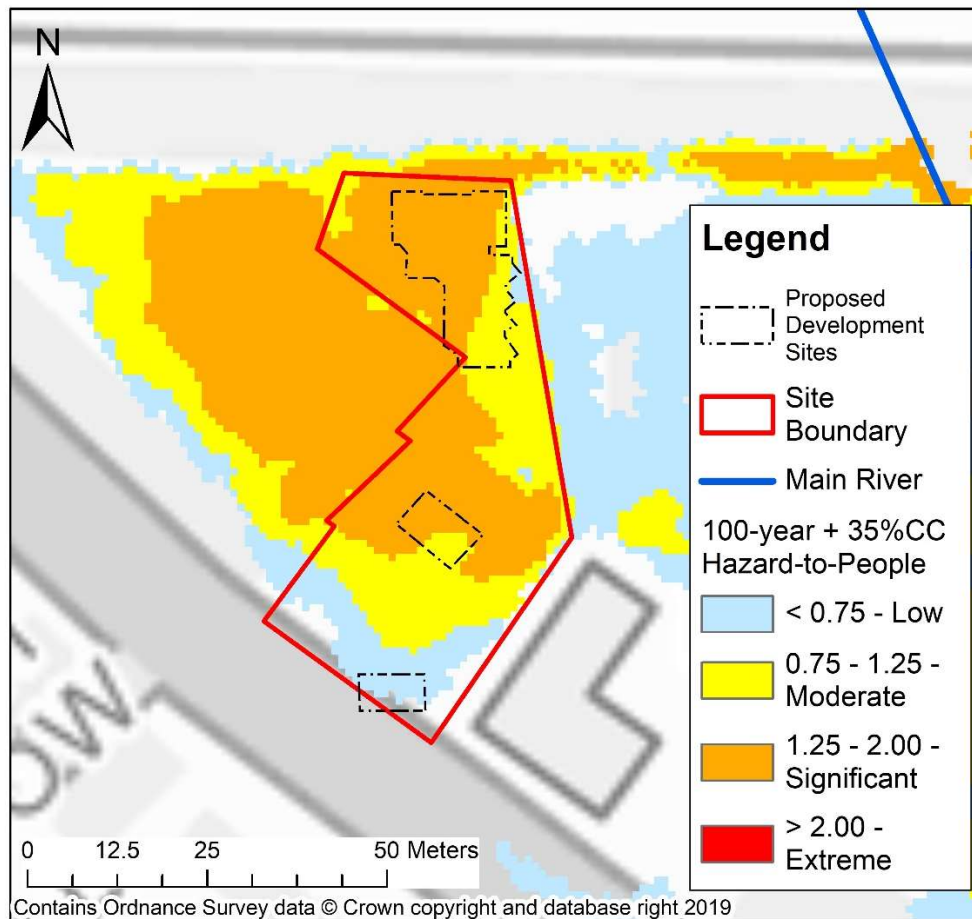 N
Legend
Proposed
Development
Sites
Site
Boundary
Main River
100-year + 35%CC
Hazard-to-People
< 0.75 - Low
0.75 - 1.25 -
Moderate
1.25 - 2.00 -
Significant
> 2.00 -
Extreme
0 12.5 25 50 Meters
Contains Ordnance Survey data © Crown copyright and database right 2019